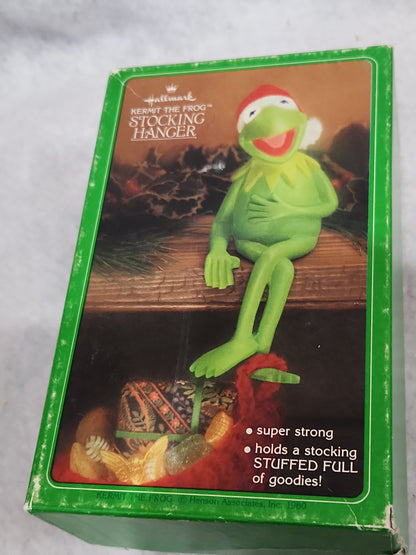 Hallmark
KERMIT THE FROG™
STOCKING
HANGER
• super strong
• holds a stocking
STUFFED FULL
of goodies!
KERMIT THE FROG © Henson Associates, Inc. 1980